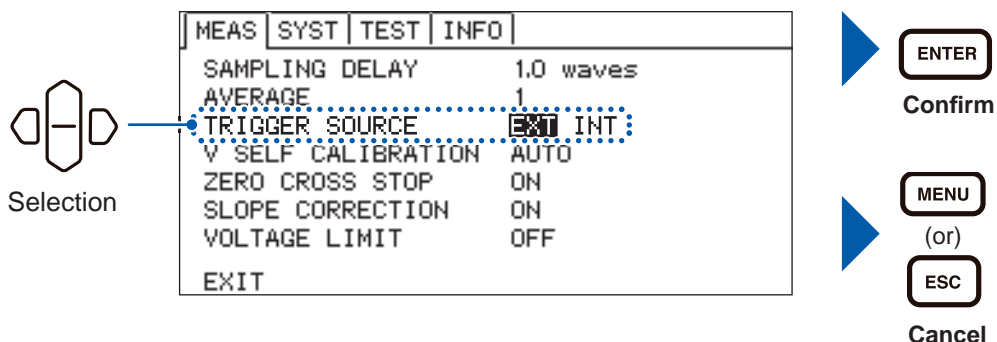 MEAS SYST TEST INFO
SAMPLING DELAY 1.0 waves
AVERAGE 1
TRIGGER SOURCE EXT INT
V SELF CALIBRATION AUTO
ZERO CROSS STOP ON
SLOPE CORRECTION ON
VOLTAGE LIMIT OFF
EXIT
Selection
ENTER
Confirm
MENU
(or)
ESC
Cancel